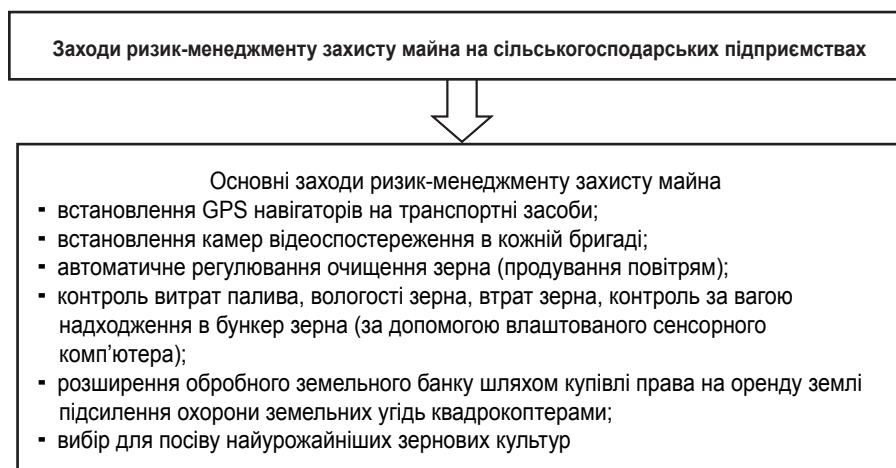 Заходи ризик-менеджменту захисту майна на сільськогосподарських підприємствах
Основні заходи ризик-менеджменту захисту майна
- встановлення GPS навігаторів на транспортні засоби;
- встановлення камер відеоспостереження в кожній бригаді;
- автоматичне регулювання очищення зерна (продування повітрям);
- контроль витрат палива, вологості зерна, втрат зерна, контроль за вагою
надходження в бункер зерна (за допомогою влаштованого сенсорного
комп’ютера);
- розширення обробного земельного банку шляхом купівлі права на оренду землі
підсилення охорони земельних угідь квадрокоптерами;
- вибір для посіву найурожайніших зернових культур